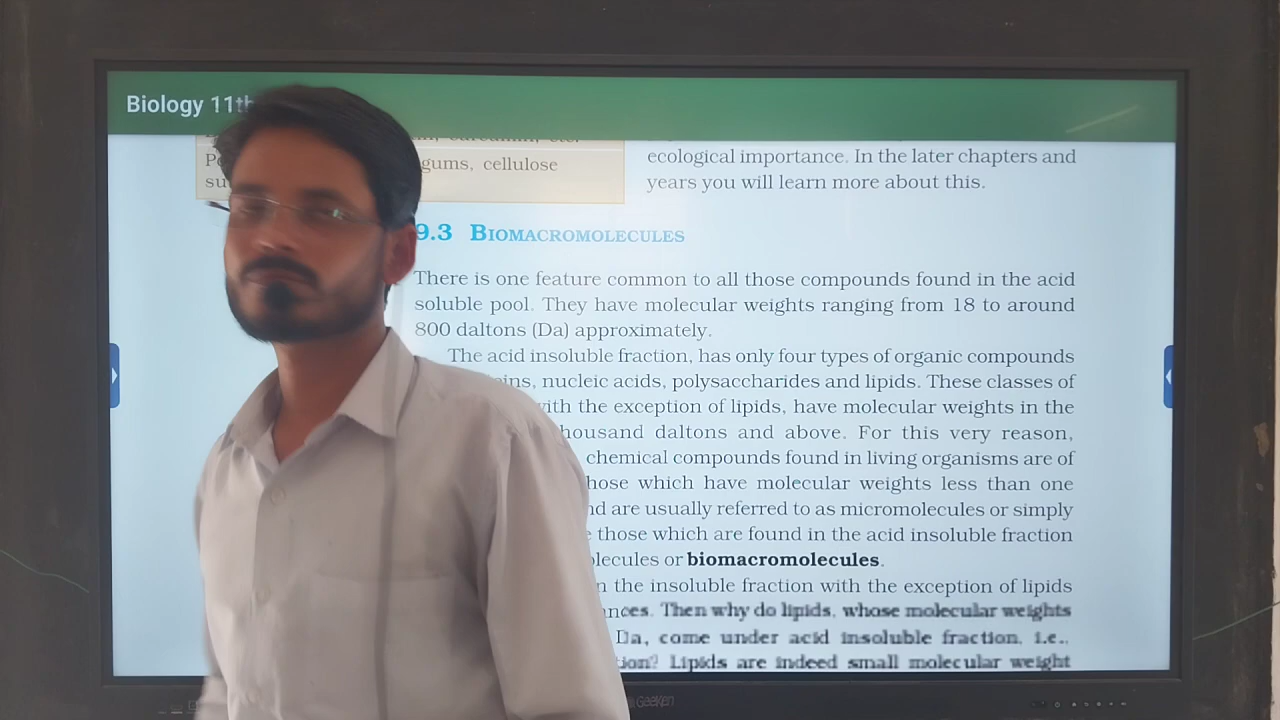 Biology 11th
gums, cellulose
ecological importance. In the later chapters and
years you will learn more about this.
9.3 BIOMACROMOLECULES
There is one feature common to all those compounds found in the acid
soluble pool. They have molecular weights ranging from 18 to around
800 daltons (Da) approximately.
The acid insoluble fraction, has only four types of organic compounds
nucleic acids, polysaccharides and lipids. These classes of
with the exception of lipids, have molecular weights in the
thousand daltons and above. For this very reason,
chemical compounds found in living organisms are of
those which have molecular weights less than one
are usually referred to as micromolecules or simply
those which are found in the acid insoluble fraction
or biomacromolecules.
the insoluble fraction with the exception of lipids
Then why do lipids, whose molecular weights
Da, come under acid insoluble fraction, i.e.,
Lipids are indeed small molecular weight
GeeKen